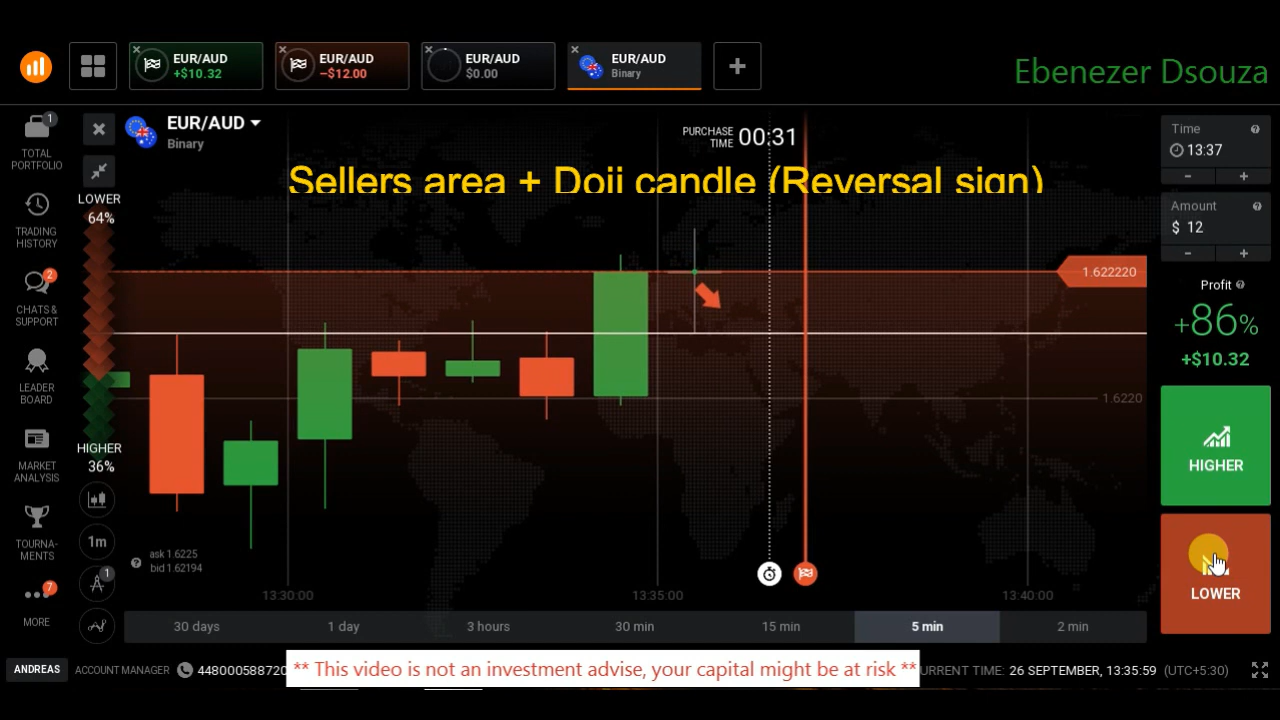 EUR/AUD
+$10.32
EUR/AUD
−$12.00
EUR/AUD
$0.00
EUR/AUD
Binary
+
Ebenezer Dsouza
1
TOTAL
PORTFOLIO
TRADING
HISTORY
2
CHATS &
SUPPORT
LEADER
BOARD
MARKET
ANALYSIS
TOURNA-
MENTS
7
MORE
EUR/AUD
Binary
LOWER
64%
HIGHER
36%
1m
1
PURCHASE
TIME 00:31
Sellers area + Doji candle (Reversal sign)
1.622220
1.6220
ask 1.6225
bid 1.62194
13:30:00 13:35:00 13:40:00
30 days 1 day 3 hours 30 min 15 min 5 min 2 min
Time ?
13:37
- +
Amount ?
$ 12
- +
Profit ?
+86%
+$10.32
HIGHER
LOWER
ANDREAS ACCOUNT MANAGER 448000588720
** This video is not an investment advise, your capital might be at risk **
URRENT TIME: 26 SEPTEMBER, 13:35:59 (UTC+5:30)